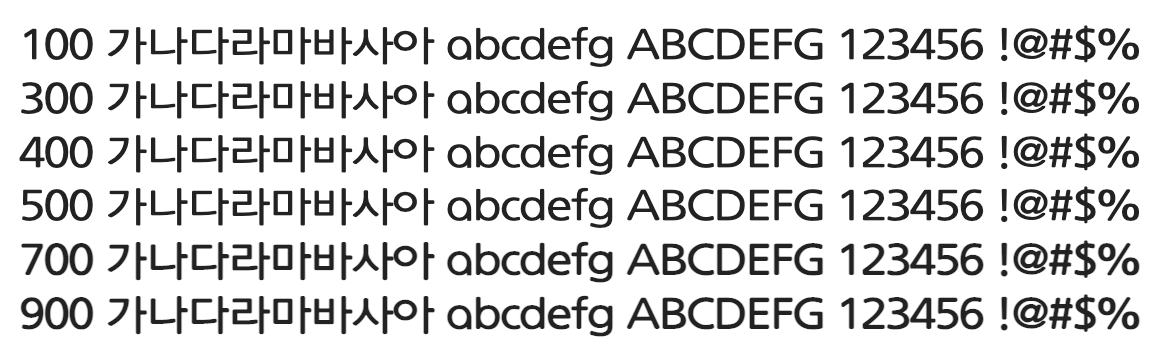 100 가나다라마바사아 abcdefg ABCDEFG 123456 !@#$%
300 가나다라마바사아 abcdefg ABCDEFG 123456 !@#$%
400 가나다라마바사아 abcdefg ABCDEFG 123456 !@#$%
500 가나다라마바사아 abcdefg ABCDEFG 123456 !@#$%
700 가나다라마바사아 abcdefg ABCDEFG 123456 !@#$%
900 가나다라마바사아 abcdefg ABCDEFG 123456 !@#$%